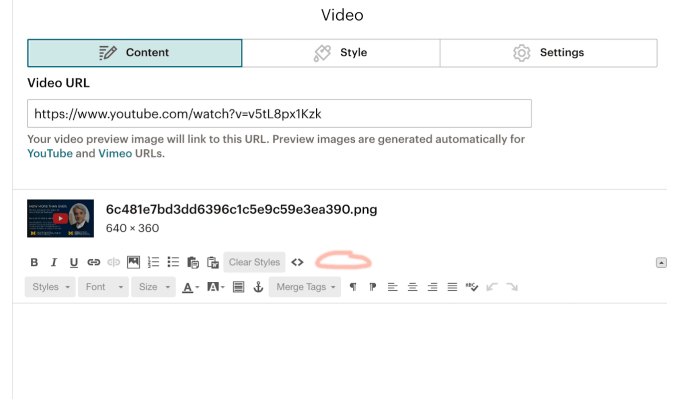 Video
Content
Style
Settings
Video URL
https://www.youtube.com/watch?v=v5tL8px1Kzk
Your video preview image will link to this URL. Preview images are generated automatically for
YouTube and Vimeo URLs.
6c481e7bd3dd6396c1c5e9c59e3ea390.png
640 × 360
B I U Clear Styles <>
Styles Font Size A A Merge Tags ¶ ABC